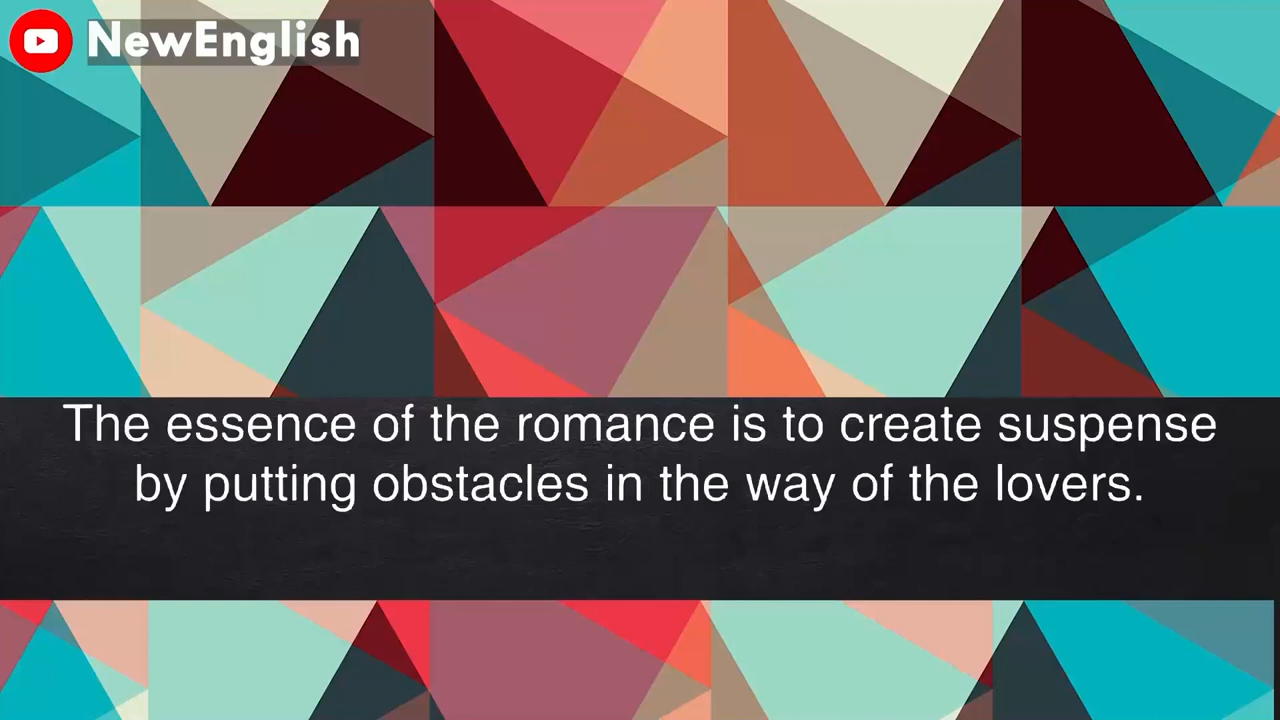 NewEnglish
The essence of the romance is to create suspense
by putting obstacles in the way of the lovers.